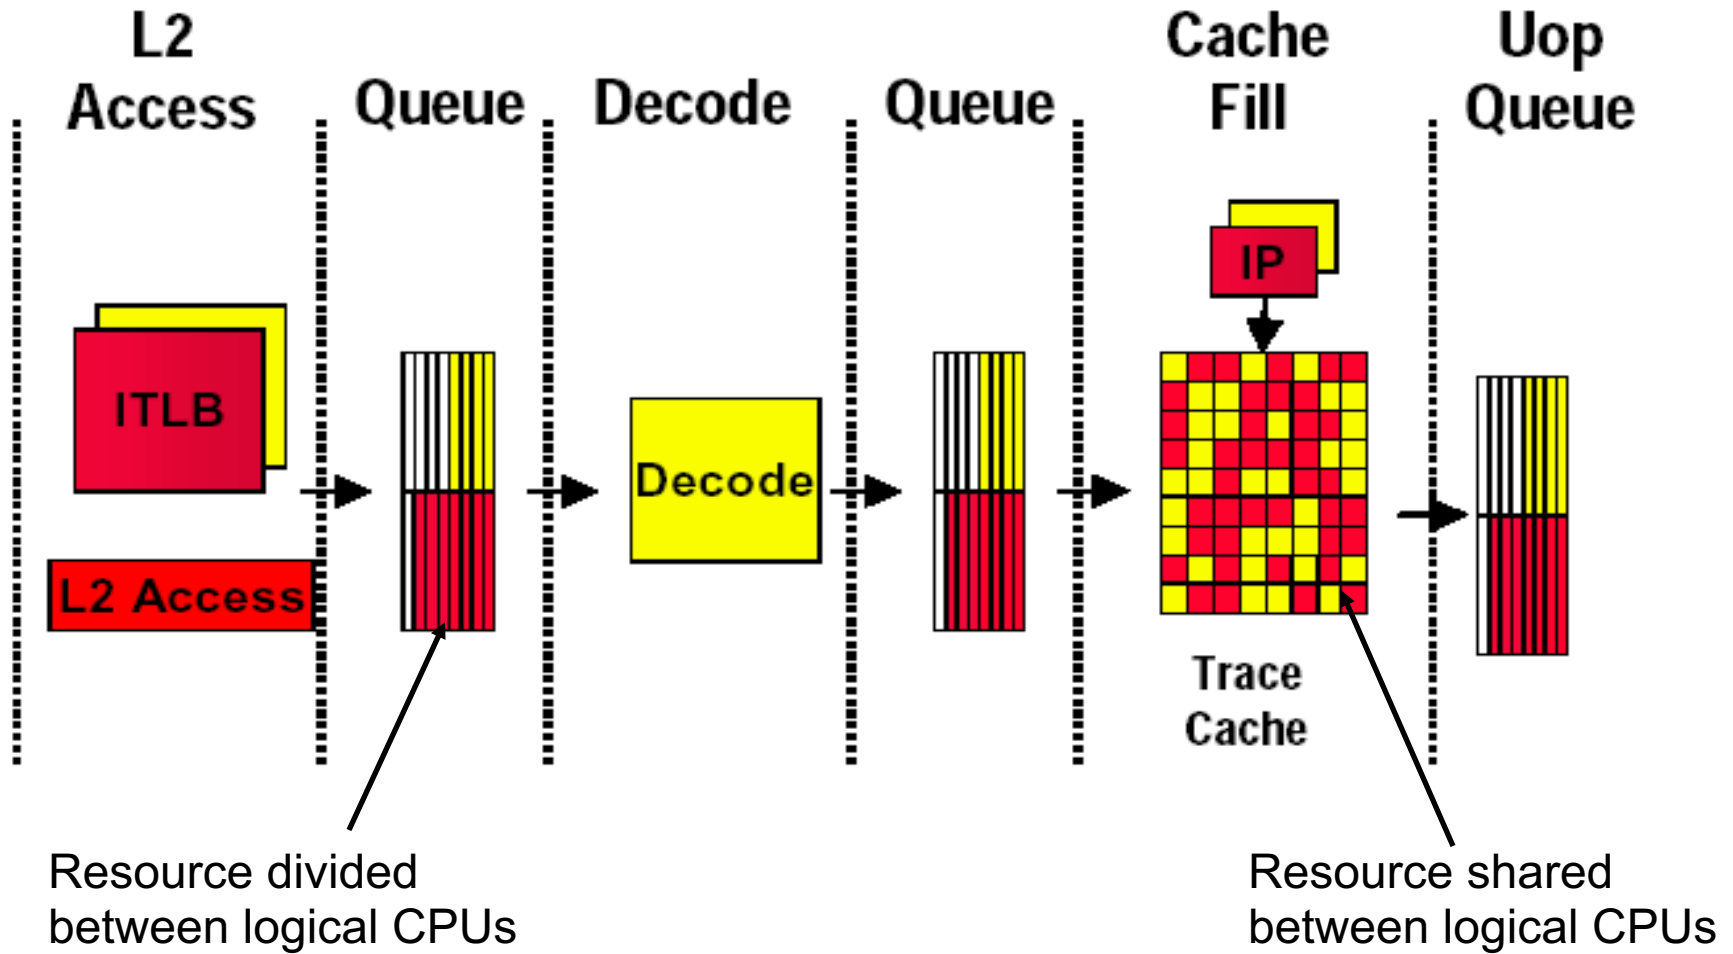 L2
Access
Queue
Decode
Queue
Cache
Fill
Uop
Queue
IP
ITLB
Decode
L2 Access
Trace
Cache
Resource divided
between logical CPUs
Resource shared
between logical CPUs